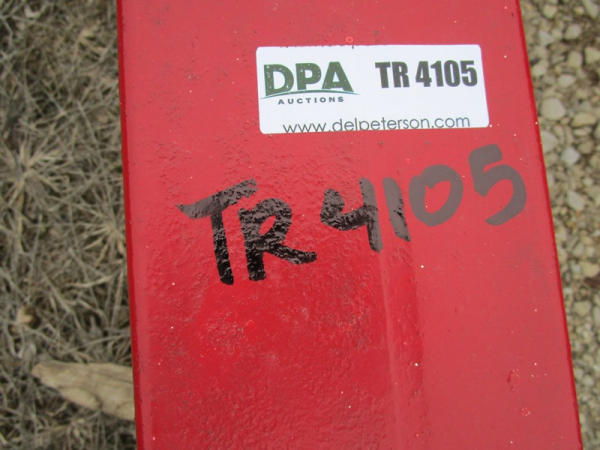 DPA TR 4105
AUCTIONS
www.delpeterson.com
TR 4105